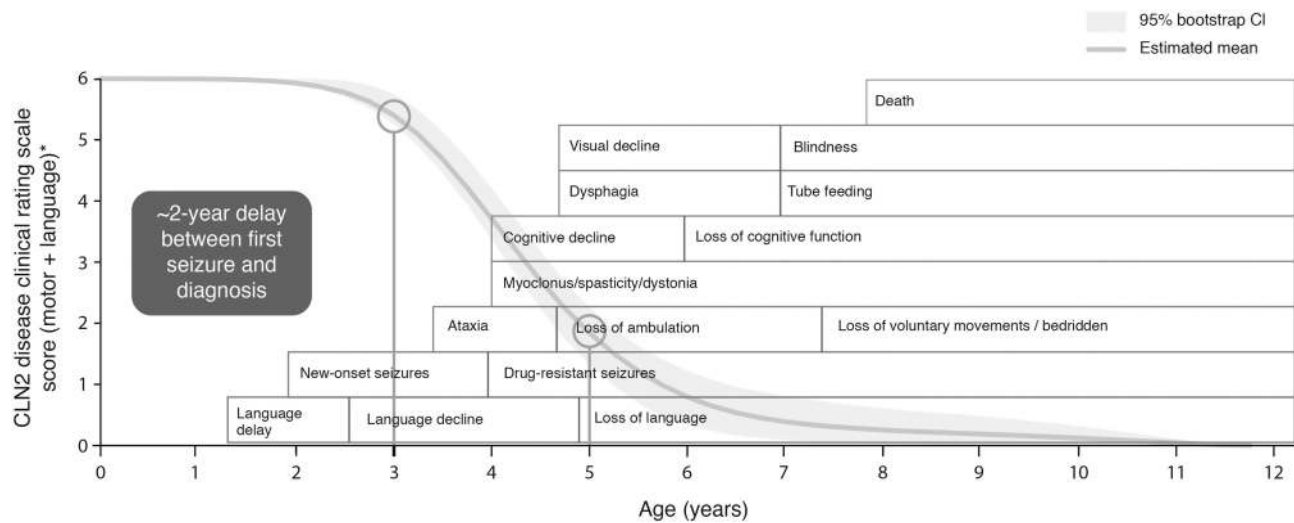 95% bootstrap CI
Estimated mean
CLN2 disease clinical rating scale
score (motor + language)*
6
5
4
3
2
1
0
~2-year delay
between first
seizure and
diagnosis
Death
Visual decline
Blindness
Dysphagia
Tube feeding
Cognitive decline
Loss of cognitive function
Myoclonus/spasticity/dystonia
Ataxia
Loss of ambulation
Loss of voluntary movements / bedridden
New-onset seizures
Drug-resistant seizures
Language
delay
Language decline
Loss of language
0 1 2 3 4 5 6 7 8 9 10 11 12
Age (years)